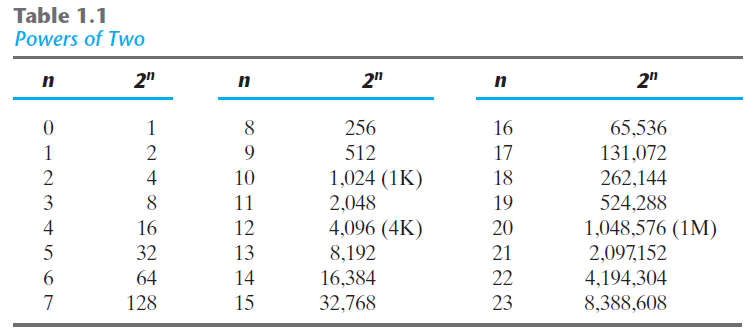 Table 1.1
Powers of Two
n 2ⁿ n 2ⁿ n 2ⁿ
0 1 8 256 16 65,536
1 2 9 512 17 131,072
2 4 10 1,024 (1K) 18 262,144
3 8 11 2,048 19 524,288
4 16 12 4,096 (4K) 20 1,048,576 (1M)
5 32 13 8,192 21 2,097,152
6 64 14 16,384 22 4,194,304
7 128 15 32,768 23 8,388,608